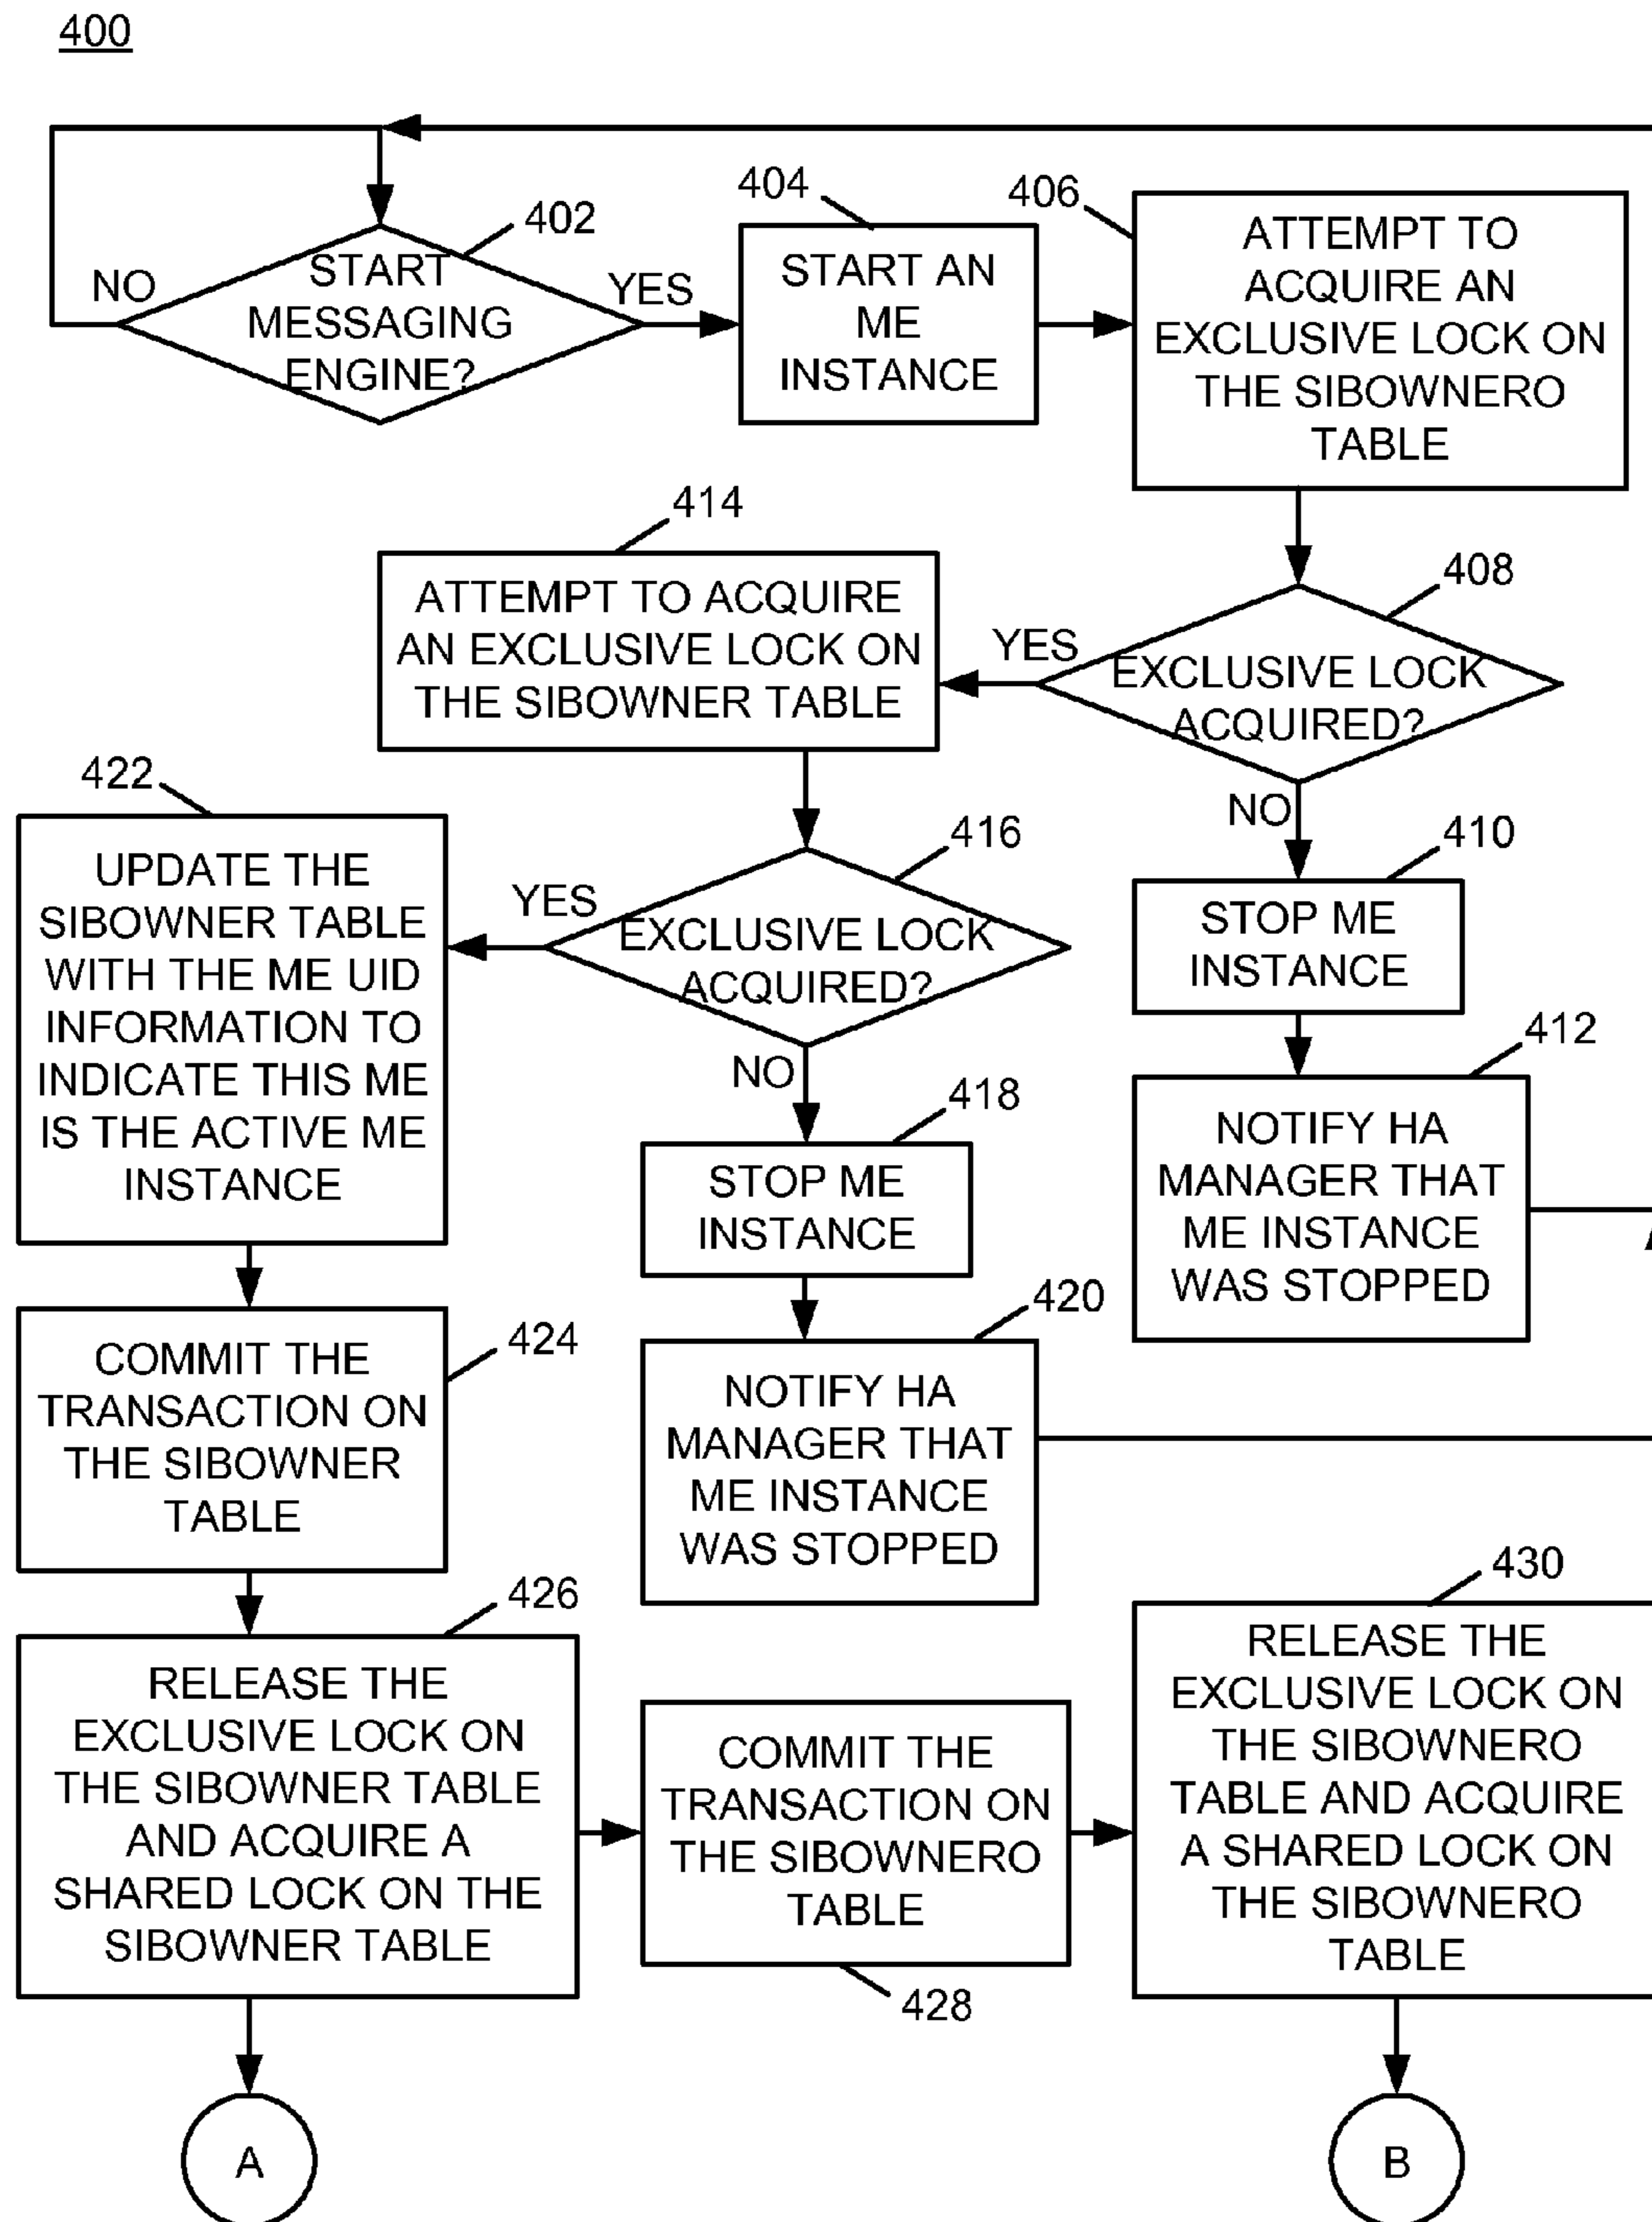 400
402
START
MESSAGING
ENGINE?
NO
YES
404
START AN
ME
INSTANCE
406
ATTEMPT TO
ACQUIRE AN
EXCLUSIVE LOCK ON
THE SIBOWNERO
TABLE
408
EXCLUSIVE LOCK
ACQUIRED?
YES
NO
410
STOP ME
INSTANCE
412
NOTIFY HA
MANAGER THAT
ME INSTANCE
WAS STOPPED
414
ATTEMPT TO ACQUIRE
AN EXCLUSIVE LOCK ON
THE SIBOWNER TABLE
416
EXCLUSIVE LOCK
ACQUIRED?
YES
NO
418
STOP ME
INSTANCE
420
NOTIFY HA
MANAGER THAT
ME INSTANCE
WAS STOPPED
422
UPDATE THE
SIBOWNER TABLE
WITH THE ME UID
INFORMATION TO
INDICATE THIS ME
IS THE ACTIVE ME
INSTANCE
424
COMMIT THE
TRANSACTION ON
THE SIBOWNER
TABLE
426
RELEASE THE
EXCLUSIVE LOCK ON
THE SIBOWNER TABLE
AND ACQUIRE A
SHARED LOCK ON THE
SIBOWNER TABLE
COMMIT THE
TRANSACTION ON
THE SIBOWNERO
TABLE
428
430
RELEASE THE
EXCLUSIVE LOCK ON
THE SIBOWNERO
TABLE AND ACQUIRE
A SHARED LOCK ON
THE SIBOWNERO
TABLE
A
B